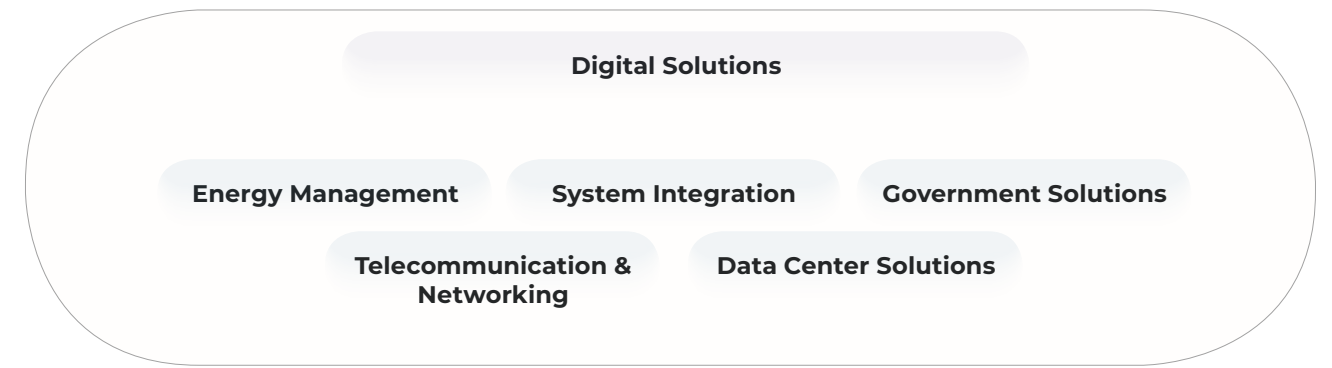 Digital Solutions
Energy Management
System Integration
Government Solutions
Telecommunication &
Networking
Data Center Solutions